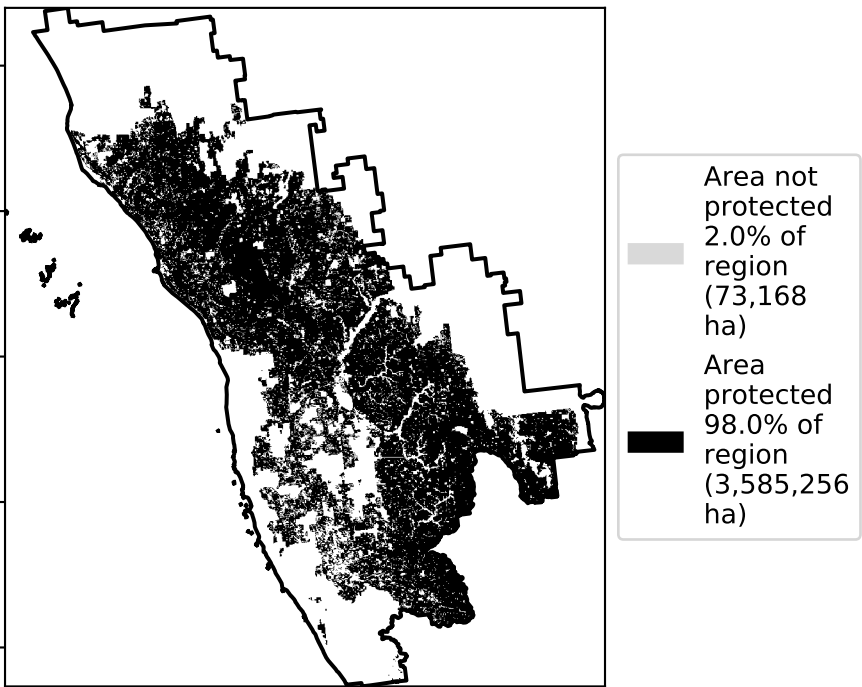 Area not
protected
2.0% of
region
(73,168
ha)
Area
protected
98.0% of
region
(3,585,256
ha)